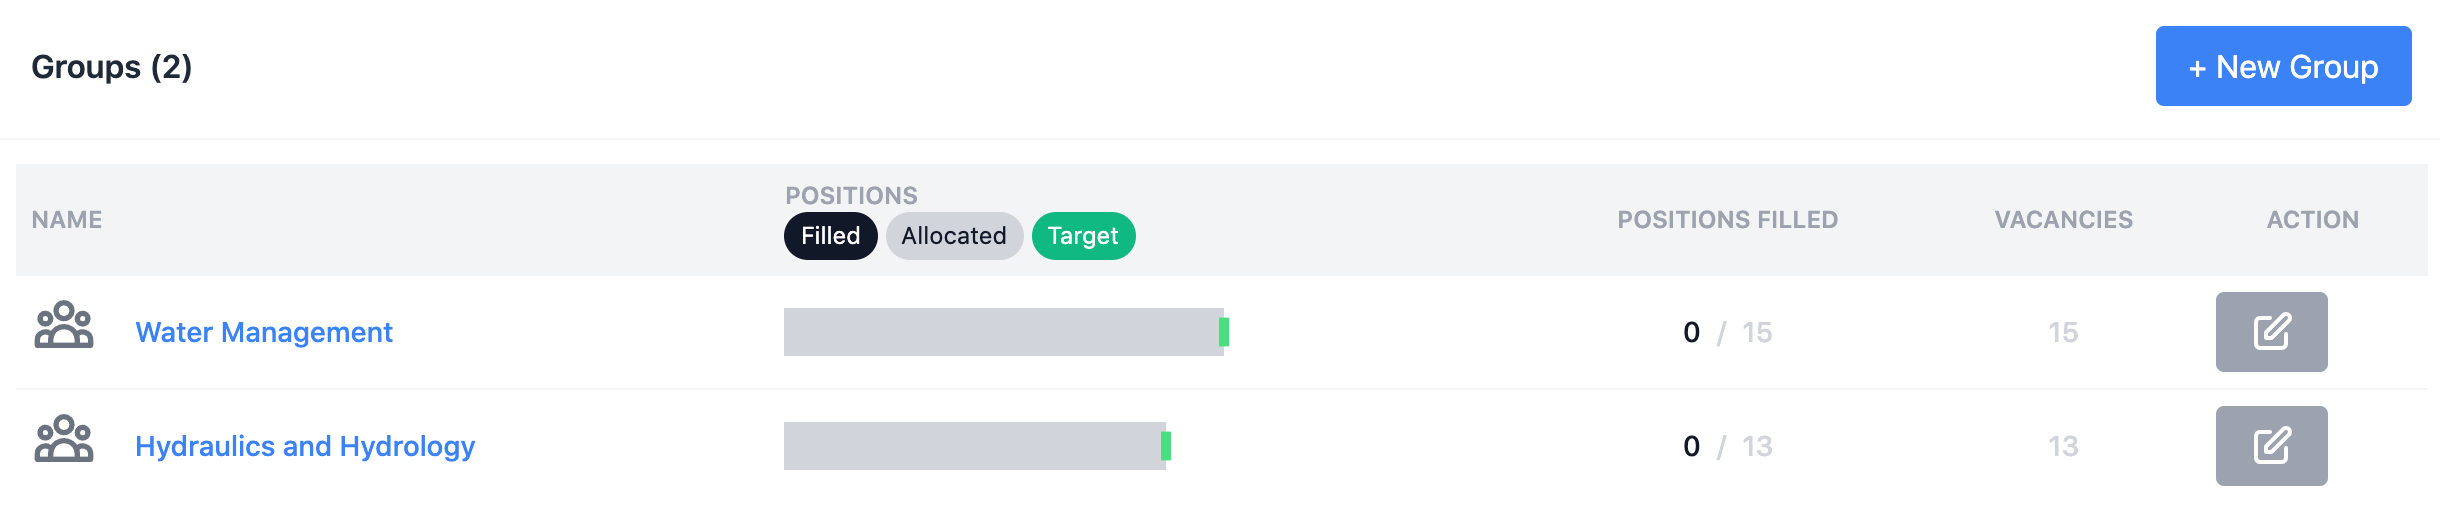 Groups (2)
+ New Group
NAME
POSITIONS
Filled
Allocated
Target
POSITIONS FILLED
VACANCIES
ACTION
Water Management
0 / 15
15
Hydraulics and Hydrology
0 / 13
13